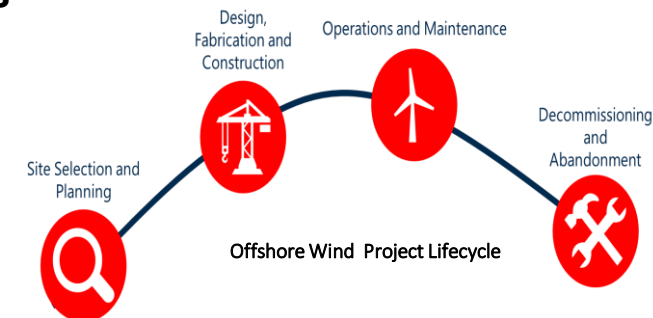 Site Selection and
Planning
Design,
Fabrication and
Construction
Operations and Maintenance
Decommissioning
and
Abandonment
Offshore Wind Project Lifecycle